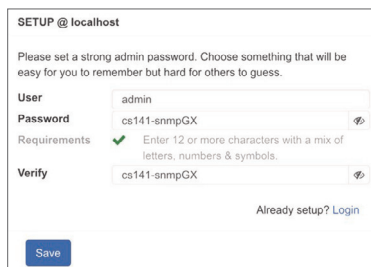 SETUP @ localhost
Please set a strong admin password. Choose something that will be
easy for you to remember but hard for others to guess.
User admin
Password cs141-snmpGX
Requirements Enter 12 or more characters with a mix of
letters, numbers & symbols.
Verify cs141-snmpGX
Already setup? Login
Save